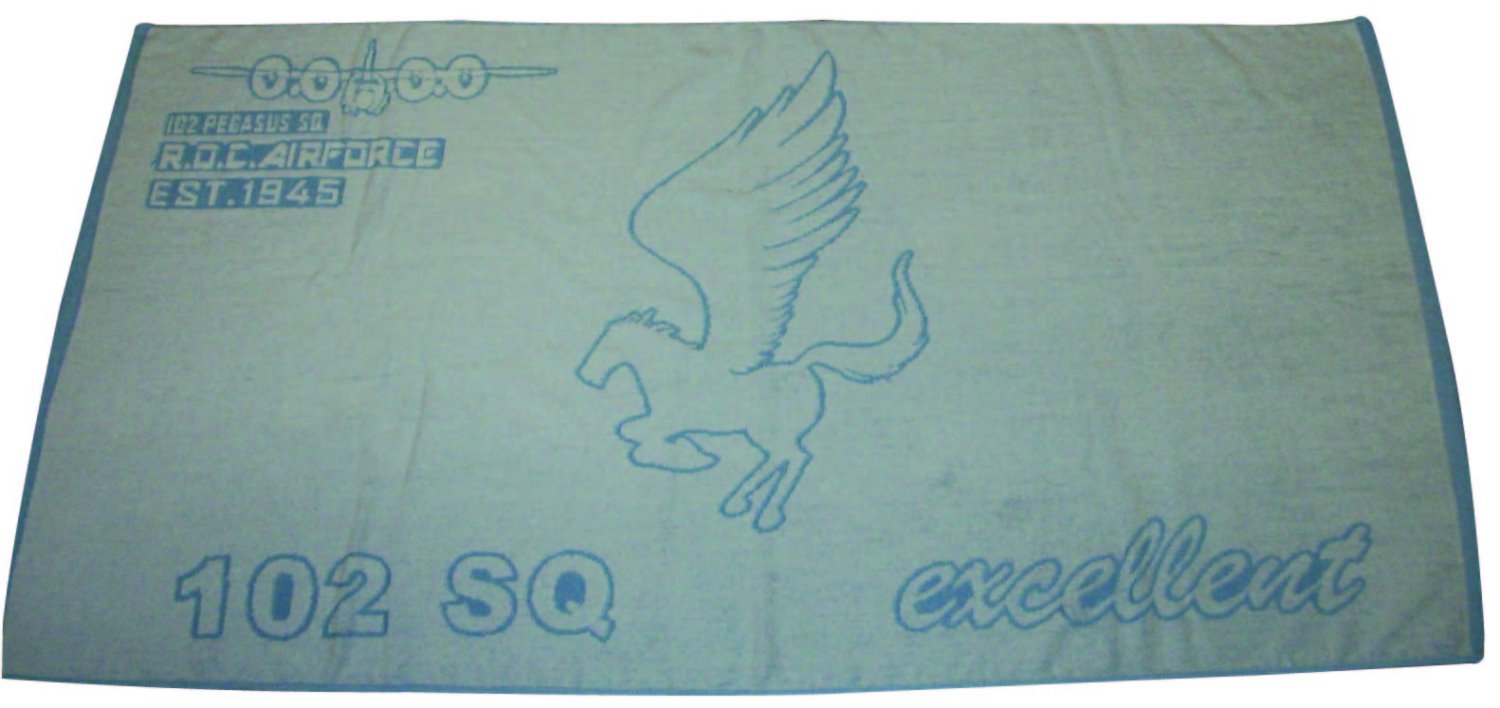 102 PEGASUS SQ
R.O.C.AIRFORCE
EST.1945
102 SQ
excellent